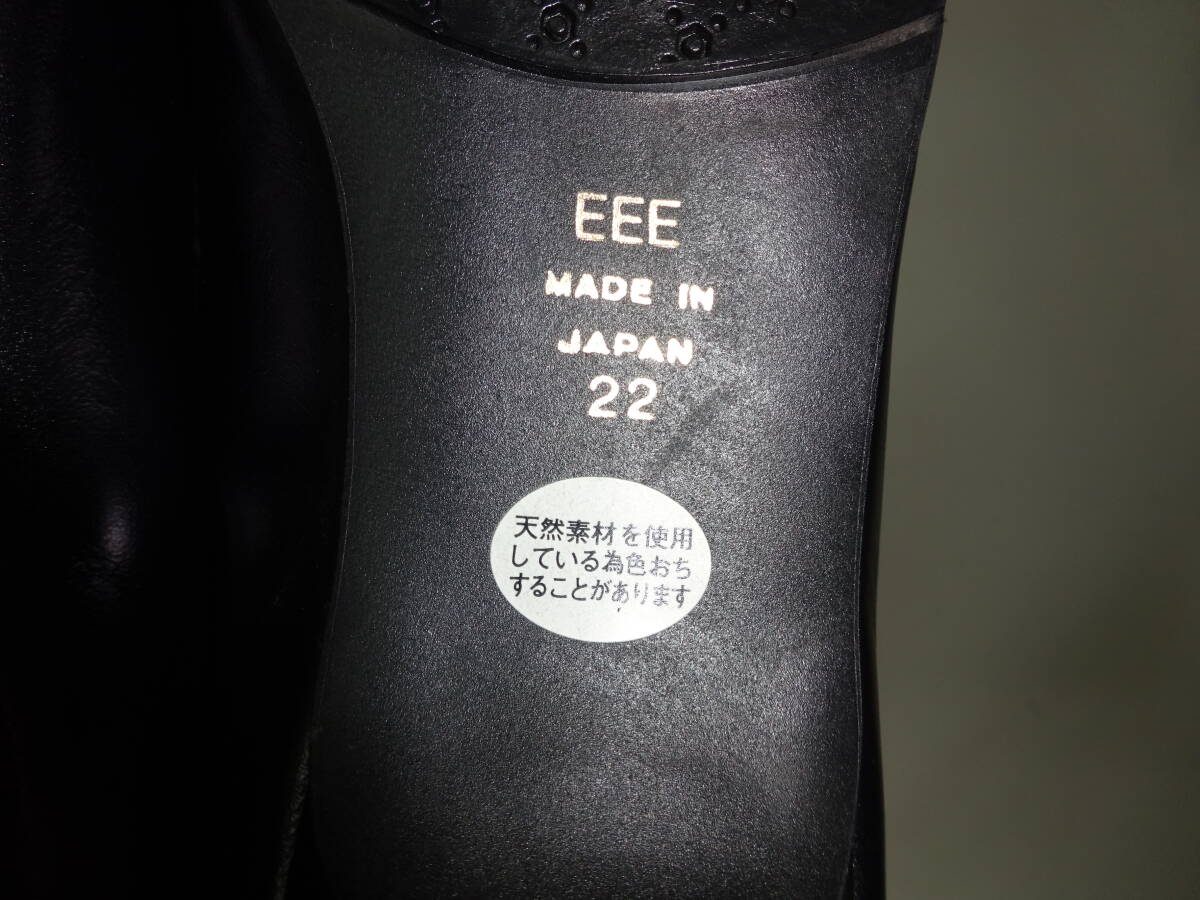 EEE
MADE IN
JAPAN
22
天然素材を使用
している為色おち
することがあります